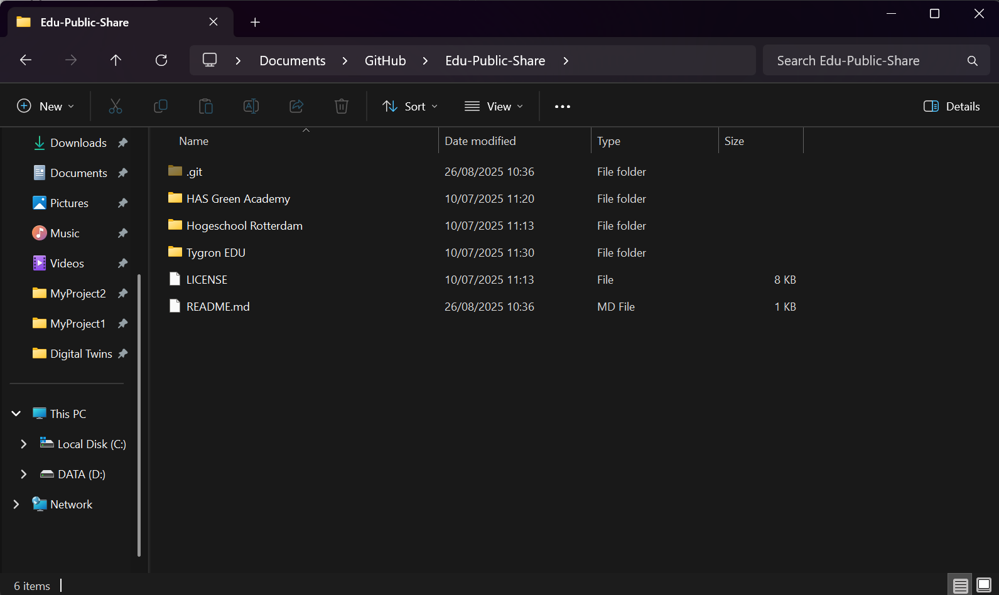 Edu-Public-Share
Documents GitHub Edu-Public-Share
Search Edu-Public-Share
New Sort View Details
Downloads
Documents
Pictures
Music
Videos
MyProject2
MyProject1
Digital Twins
This PC
Local Disk (C:)
DATA (D:)
Network
Name Date modified Type Size
.git 26/08/2025 10:36 File folder
HAS Green Academy 10/07/2025 11:20 File folder
Hogeschool Rotterdam 10/07/2025 11:13 File folder
Tygron EDU 10/07/2025 11:30 File folder
LICENSE 10/07/2025 11:13 File 8 KB
README.md 26/08/2025 10:36 MD File 1 KB
6 items